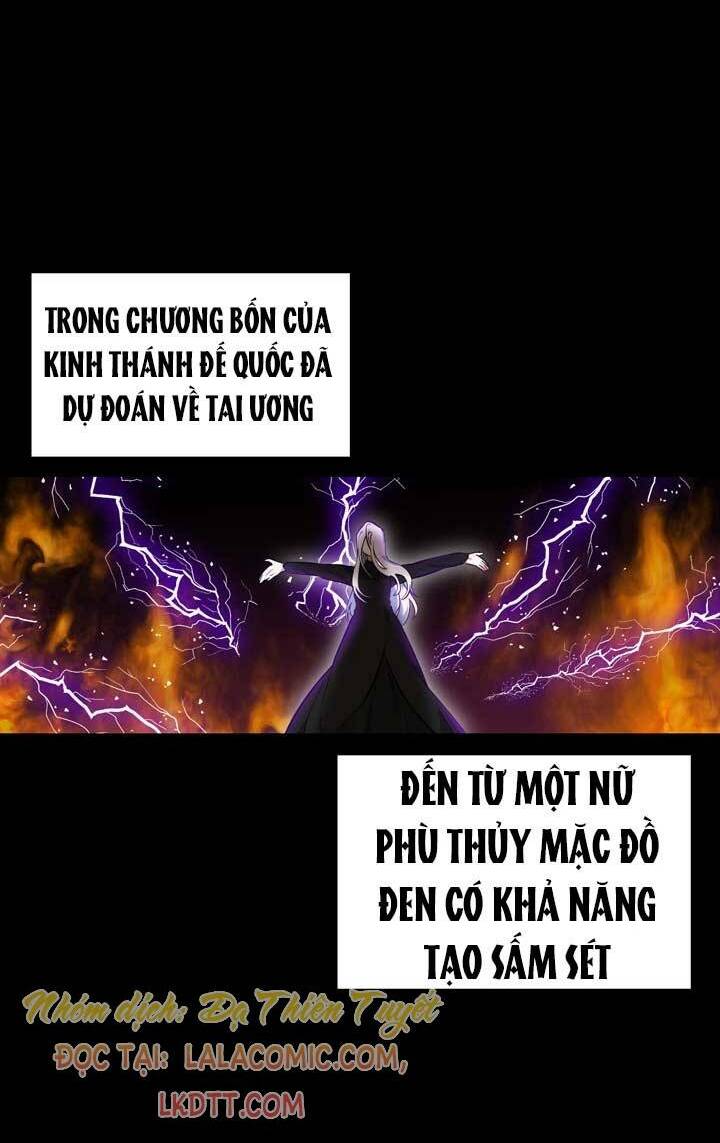 TRONG CHƯƠNG BỐN CỦA
KINH THÁNH ĐẾ QUỐC ĐÃ
DỰ ĐOÁN VỀ TAI ƯƠNG
ĐẾN TỪ MỘT NỮ
PHÙ THỦY MẶC ĐỒ
ĐEN CÓ KHẢ NĂNG
TẠO SẤM SÉT
Nhóm dịch: Dạ Thiên Tuyết
ĐỌC TẠI: LALACOMIC.COM,
LKDTT.COM